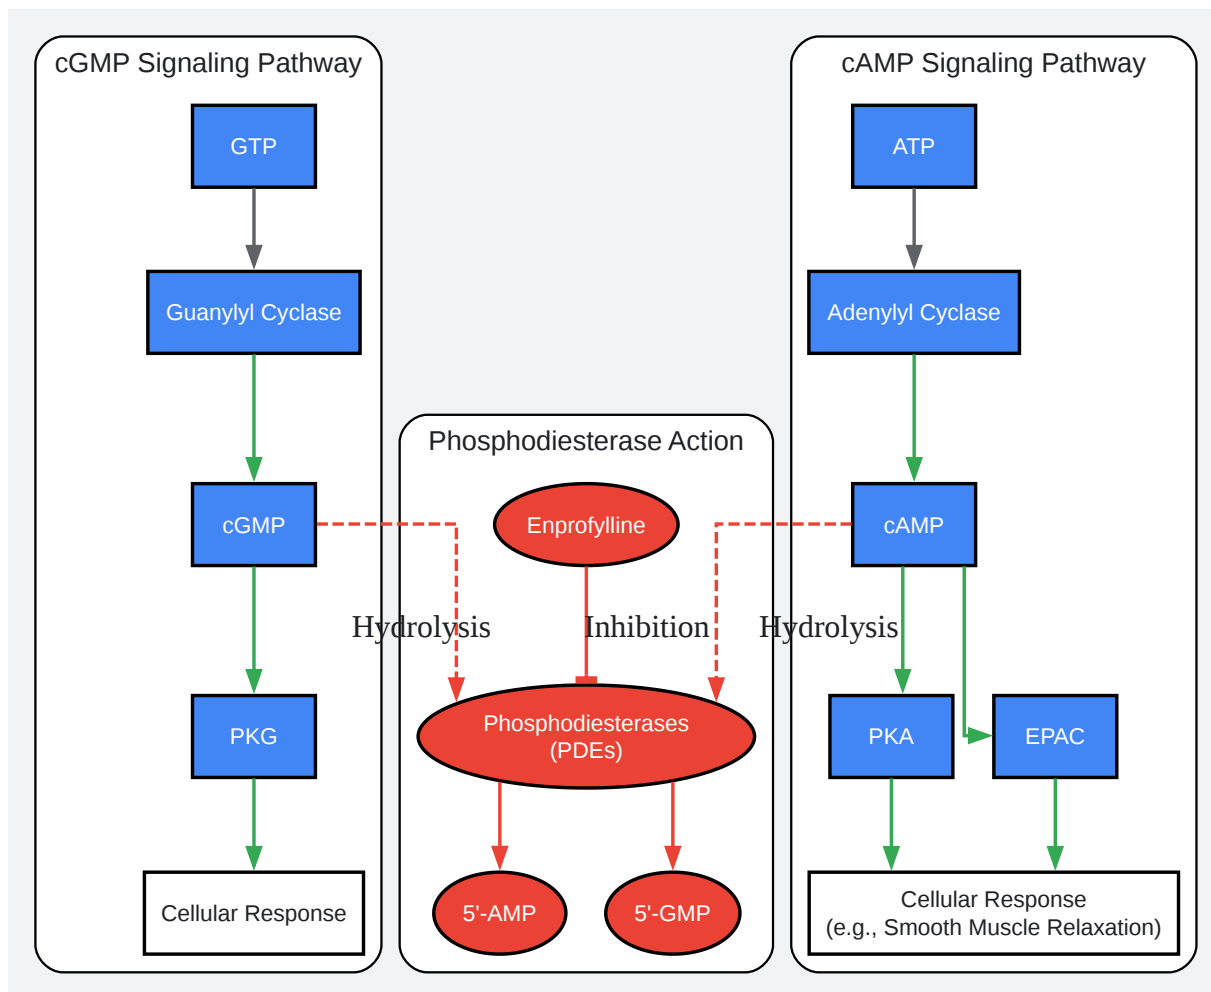 cGMP Signaling Pathway
GTP
Guanylyl Cyclase
cGMP
Hydrolysis
PKG
Cellular Response
Phosphodiesterase Action
Enprofylline
Inhibition
Phosphodiesterases
(PDEs)
5'-AMP
5'-GMP
cAMP Signaling Pathway
ATP
Adenylyl Cyclase
cAMP
Hydrolysis
PKA
EPAC
Cellular Response
(e.g., Smooth Muscle Relaxation)